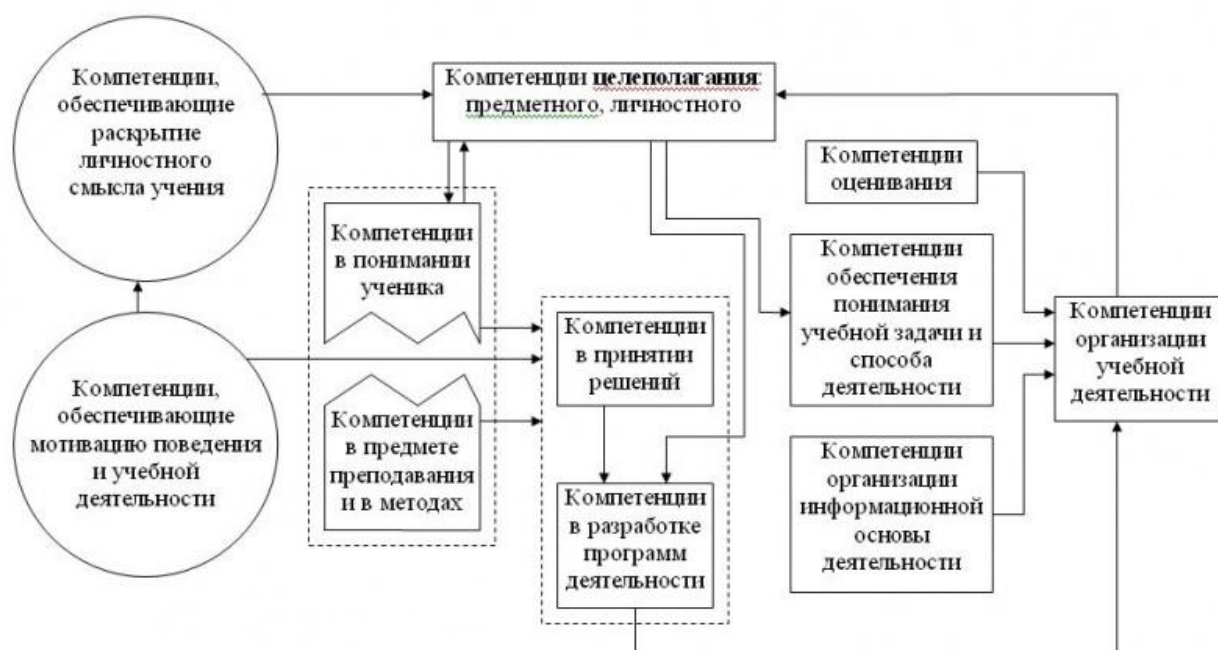 Компетенции,
обеспечивающие
раскрытие
личностного
смысла учения
Компетенции целеполагания:
предметного, личностного
Компетенции
оценивания
Компетенции
в понимании
ученика
Компетенции
обеспечения
понимания
учебной задачи и
способа
деятельности
Компетенции
организации
учебной
деятельности
Компетенции
в принятии
решений
Компетенции,
обеспечивающие
мотивацию поведения
и учебной
деятельности
Компетенции
в предмете
преподавания
и в методах
Компетенции
в разработке
программ
деятельности
Компетенции
организации
информационной
основы
деятельности